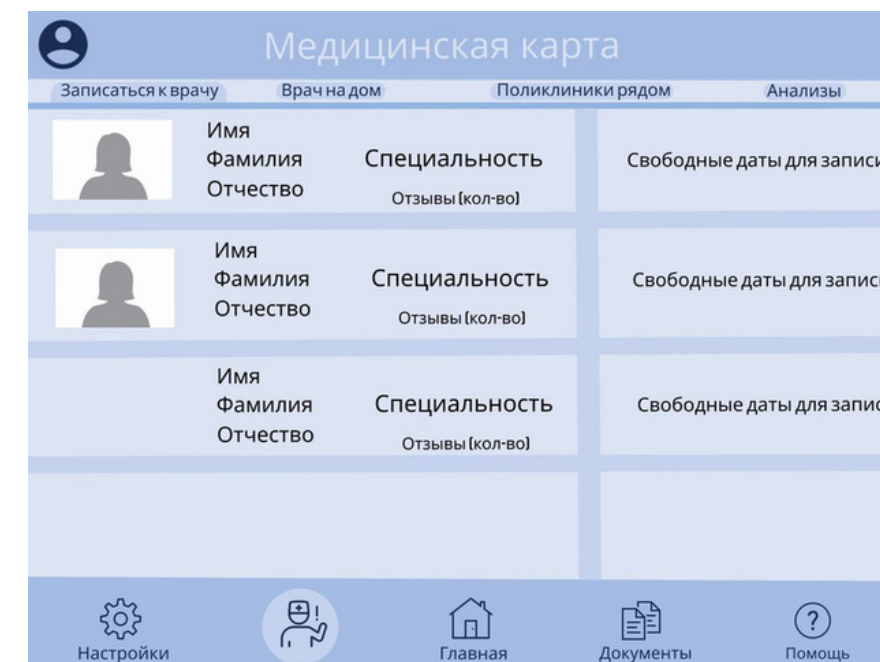 Медицинская карта
Записаться к врачу
Врач на дом
Поликлиники рядом
Анализы
Имя
Фамилия
Отчество
Специальность
Отзывы (кол-во)
Свободные даты для записи
Имя
Фамилия
Отчество
Специальность
Отзывы (кол-во)
Свободные даты для запис
Имя
Фамилия
Отчество
Специальность
Отзывы (кол-во)
Свободные даты для запис
Настройки
Главная
Документы
? Помощь